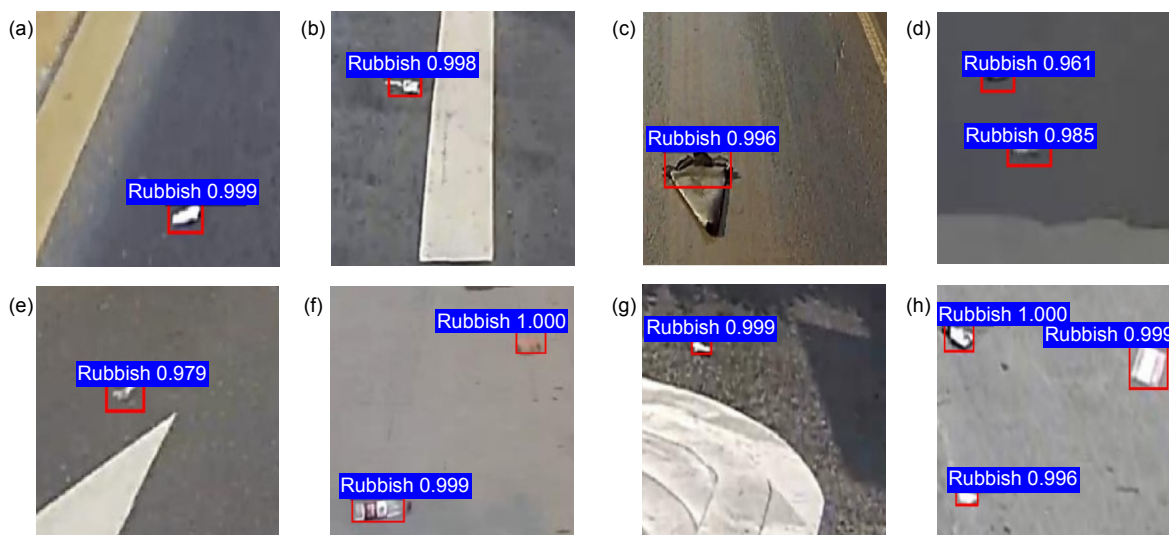 (a)
Rubbish 0.999
(b)
Rubbish 0.998
(c)
Rubbish 0.996
(d)
Rubbish 0.961
Rubbish 0.985
(e)
Rubbish 0.979
(f)
Rubbish 1.000
Rubbish 0.999
(g)
Rubbish 0.999
(h)
Rubbish 1.000
Rubbish 0.999
Rubbish 0.996